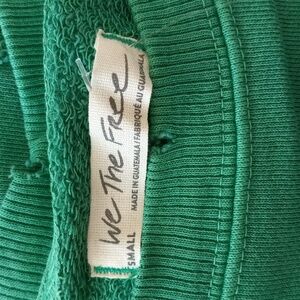 We The Free
SMALL
MADE IN GUATEMALA / FABRIQUÉ AU GUATEMALA